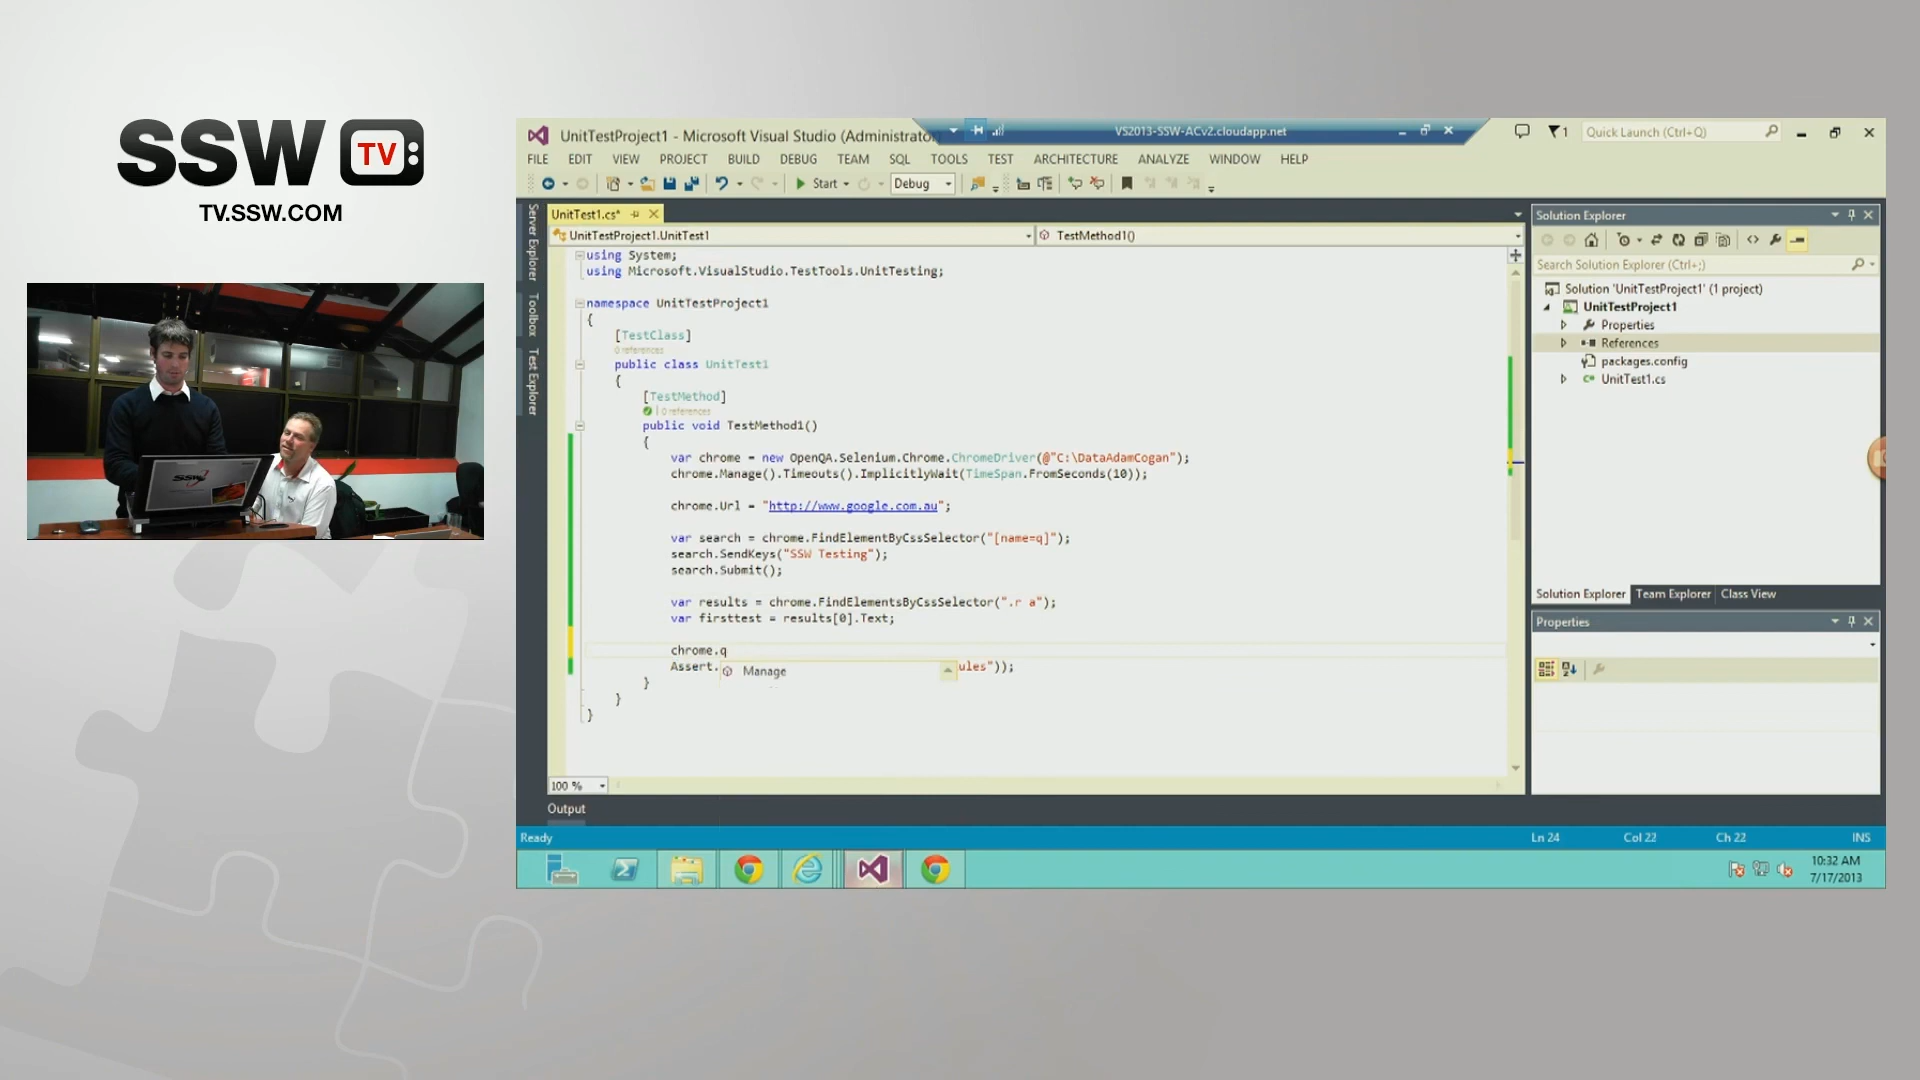 SSW TV:
TV.SSW.COM
SSW
UnitTestProject1 - Microsoft Visual Studio (Administrato
VS2013-SSW-ACv2.cloudapp.net
1
Quick Launch (Ctrl+Q)
FILE EDIT VIEW PROJECT BUILD DEBUG TEAM SQL TOOLS TEST ARCHITECTURE ANALYZE WINDOW HELP
Start Debug
Server Explorer
Toolbox
Test Explorer
UnitTest1.cs*
UnitTestProject1.UnitTest1
TestMethod1()
using System;
using Microsoft.VisualStudio.TestTools.UnitTesting;
namespace UnitTestProject1
{
[TestClass]
0 references
public class UnitTest1
{
[TestMethod]
0 references
public void TestMethod1()
{
var chrome = new OpenQA.Selenium.Chrome.ChromeDriver(@"C:\DataAdamCogan");
chrome.Manage().Timeouts().ImplicitlyWait(TimeSpan.FromSeconds(10));
chrome.Url = "http://www.google.com.au";
var search = chrome.FindElementByCssSelector("[name=q]");
search.SendKeys("SSW Testing");
search.Submit();
var results = chrome.FindElementsByCssSelector(".r a");
var firsttest = results[0].Text;
chrome.q
Assert. ules"));
Manage
}
}
}
100 %
Output
Ready
Ln 24 Col 22 Ch 22 INS
Solution Explorer
Search Solution Explorer (Ctrl+;)
Solution 'UnitTestProject1' (1 project)
UnitTestProject1
Properties
References
packages.config
C# UnitTest1.cs
Solution Explorer Team Explorer Class View
Properties
10:32 AM
7/17/2013